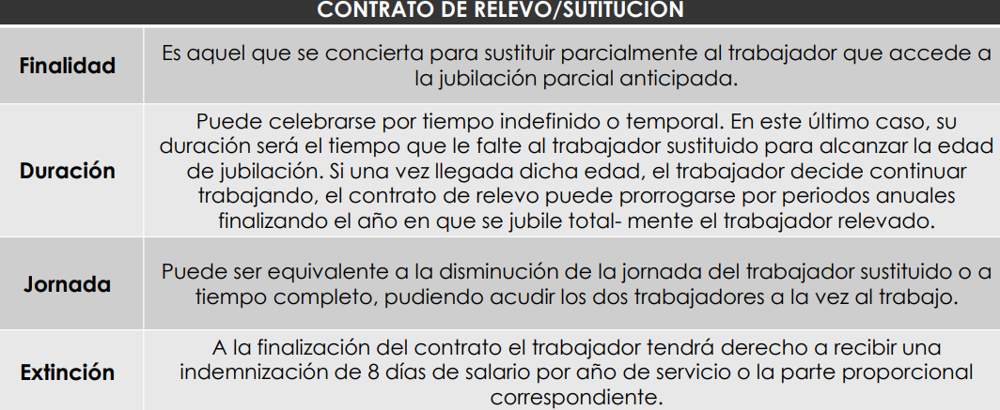 CONTRATO DE RELEVO/SUTITUCIÓN
Finalidad
Es aquel que se concierta para sustituir parcialmente al trabajador que accede a
la jubilación parcial anticipada.
Duración
Puede celebrarse por tiempo indefinido o temporal. En este último caso, su
duración será el tiempo que le falte al trabajador sustituido para alcanzar la edad
de jubilación. Si una vez llegada dicha edad, el trabajador decide continuar
trabajando, el contrato de relevo puede prorrogarse por periodos anuales
finalizando el año en que se jubile total- mente el trabajador relevado.
Jornada
Puede ser equivalente a la disminución de la jornada del trabajador sustituido o a
tiempo completo, pudiendo acudir los dos trabajadores a la vez al trabajo.
Extinción
A la finalización del contrato el trabajador tendrá derecho a recibir una
indemnización de 8 días de salario por año de servicio o la parte proporcional
correspondiente.